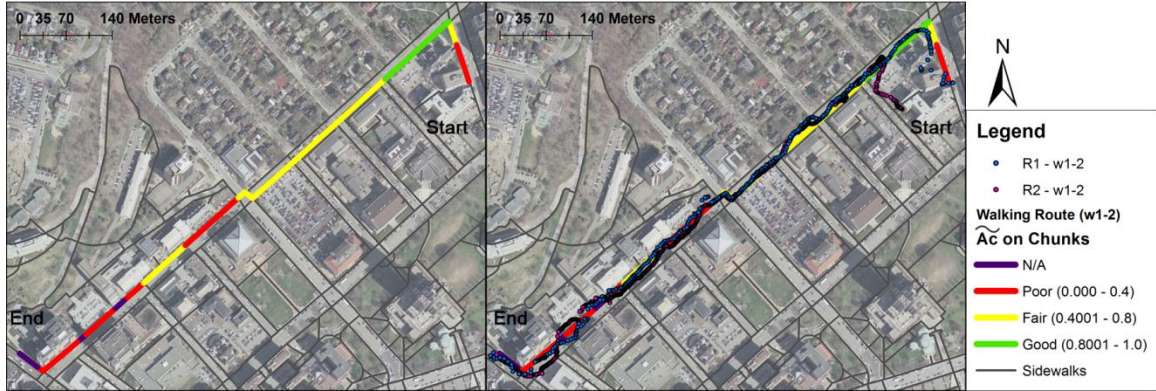 0 35 70 140 Meters
Start
End
0 35 70 140 Meters
Start
End
N
Legend
R1 - w1-2
R2 - w1-2
Walking Route (w1-2)
Ac on Chunks
N/A
Poor (0.000 - 0.4)
Fair (0.4001 - 0.8)
Good (0.8001 - 1.0)
Sidewalks